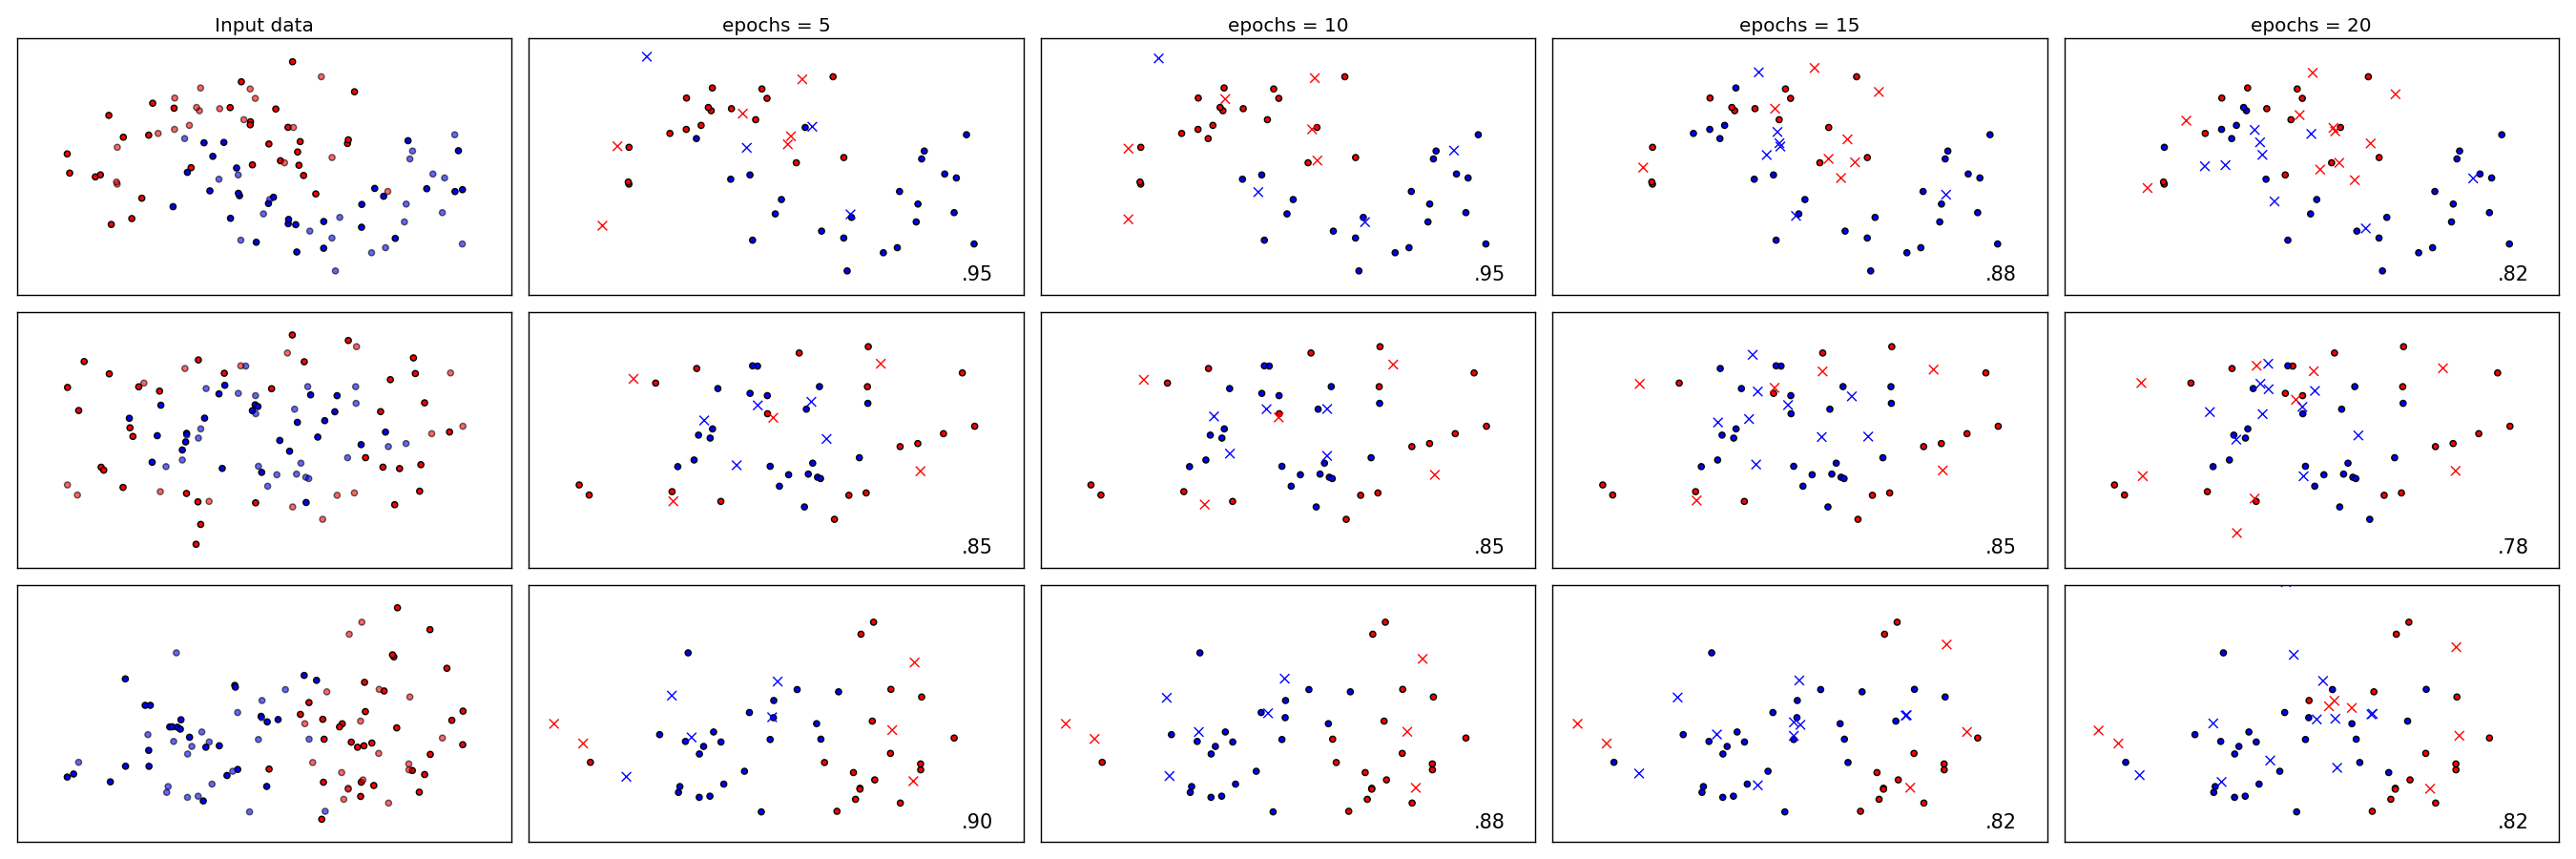 Input data
epochs = 5
epochs = 10
epochs = 15
epochs = 20
.95
.95
.88
.82
.85
.85
.85
.78
.90
.88
.82
.82